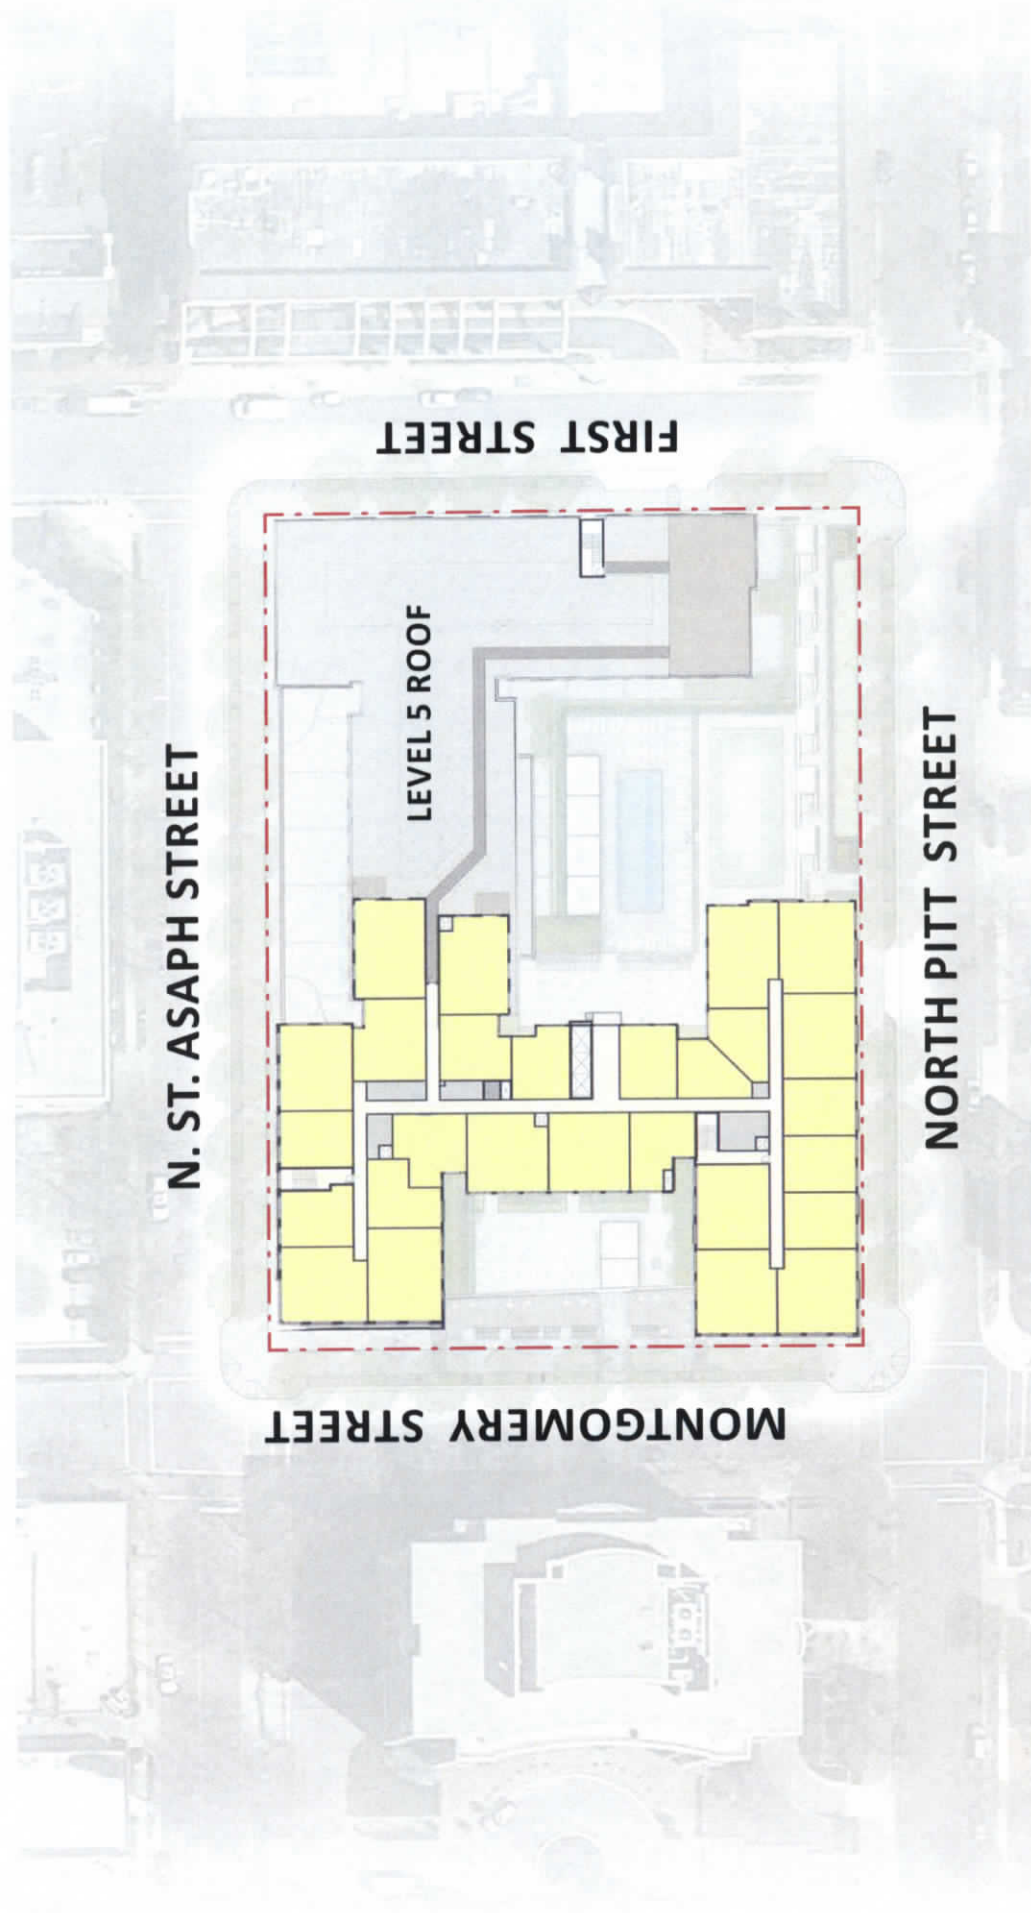 FIRST STREET
LEVEL 5 ROOF
N. ST. ASAPH STREET
NORTH PITT STREET
MONTGOMERY STREET